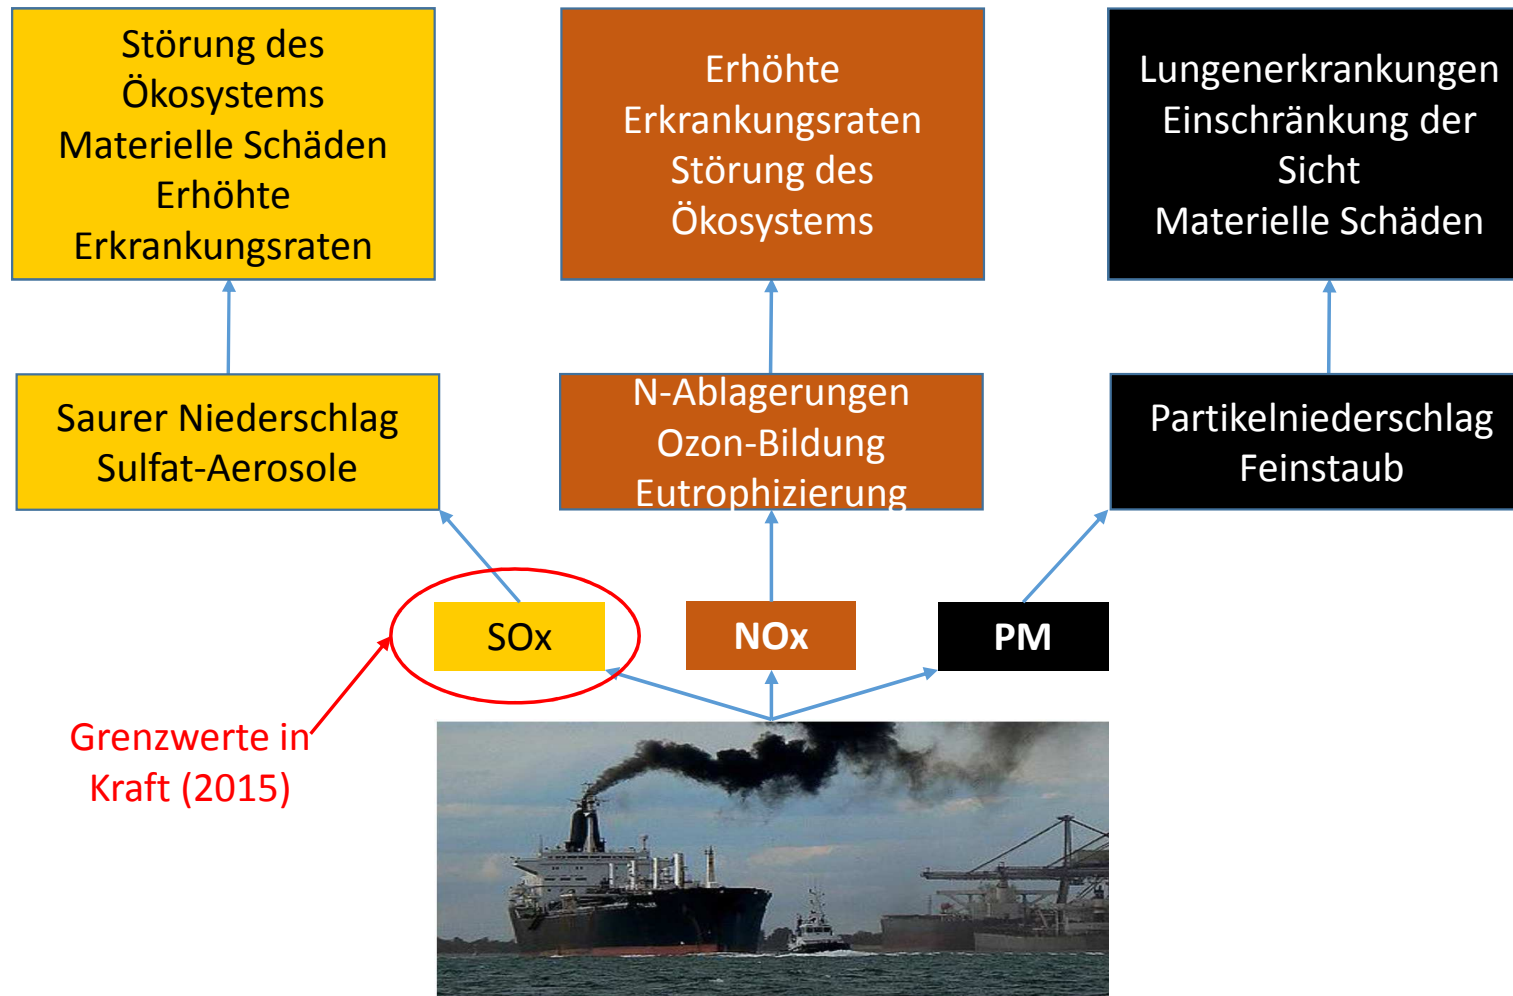 Störung des
Ökosystems
Materielle Schäden
Erhöhte
Erkrankungsraten
Erhöhte
Erkrankungsraten
Störung des
Ökosystems
Lungenerkrankungen
Einschränkung der
Sicht
Materielle Schäden
Saurer Niederschlag
Sulfat-Aerosole
N-Ablagerungen
Ozon-Bildung
Eutrophizierung
Partikelniederschlag
Feinstaub
SOx
NOx
PM
Grenzwerte in
Kraft (2015)